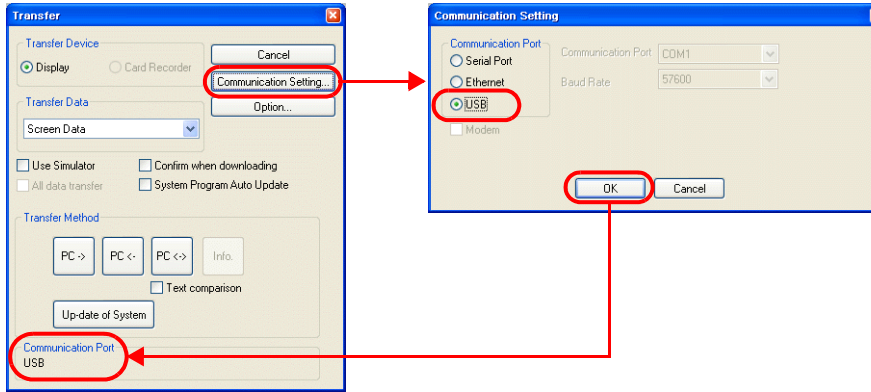 Transfer
Transfer Device
Display
Card Recorder
Cancel
Communication Setting...
Option...
Transfer Data
Screen Data
Use Simulator
Confirm when downloading
All data transfer
System Program Auto Update
Transfer Method
PC ->
PC <-
PC <->
Info.
Text comparison
Up-date of System
Communication Port
USB
Communication Setting
Communication Port
Serial Port
Ethernet
USB
Communication Port
COM1
Baud Rate
57600
Modem
OK
Cancel